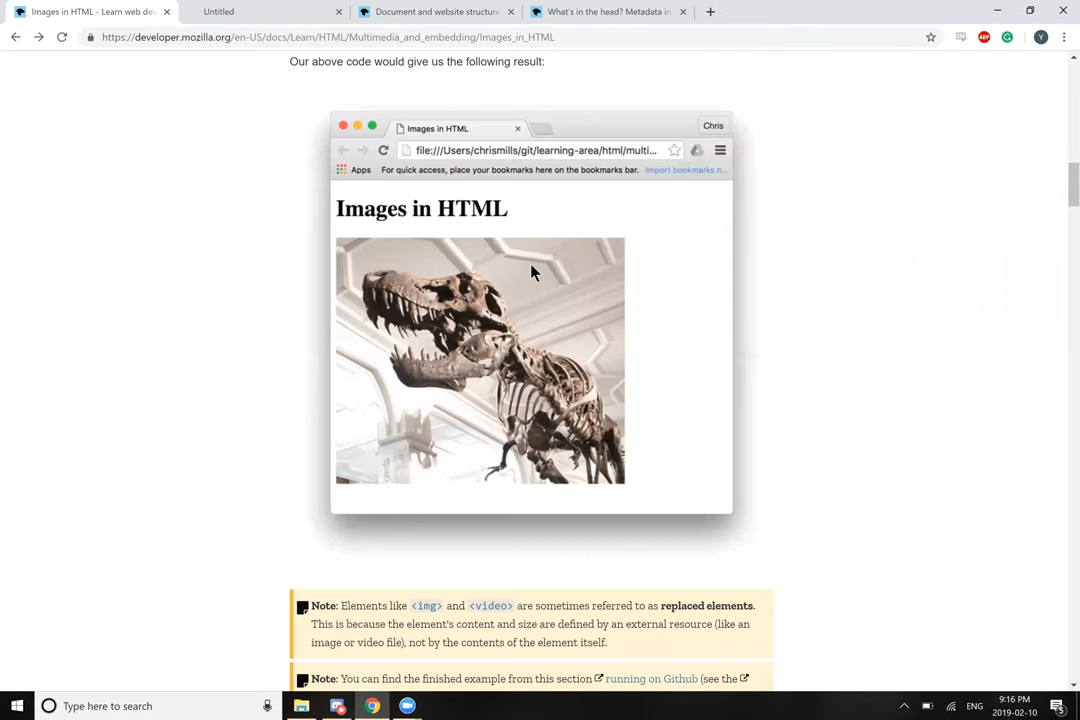 Images in HTML - Learn web dev
Untitled
Document and website structure
What's in the head? Metadata in
https://developer.mozilla.org/en-US/docs/Learn/HTML/Multimedia_and_embedding/Images_in_HTML
ABP
Y
Our above code would give us the following result:
Images in HTML
Chris
file:///Users/chrismills/git/learning-area/html/multi...
Apps For quick access, place your bookmarks here on the bookmarks bar. Import bookmarks n...
Images in HTML
Note: Elements like <img> and <video> are sometimes referred to as replaced elements.
This is because the element's content and size are defined by an external resource (like an
image or video file), not by the contents of the element itself.
Note: You can find the finished example from this section running on Github (see the
Type here to search
ENG
9:16 PM
2019-02-10